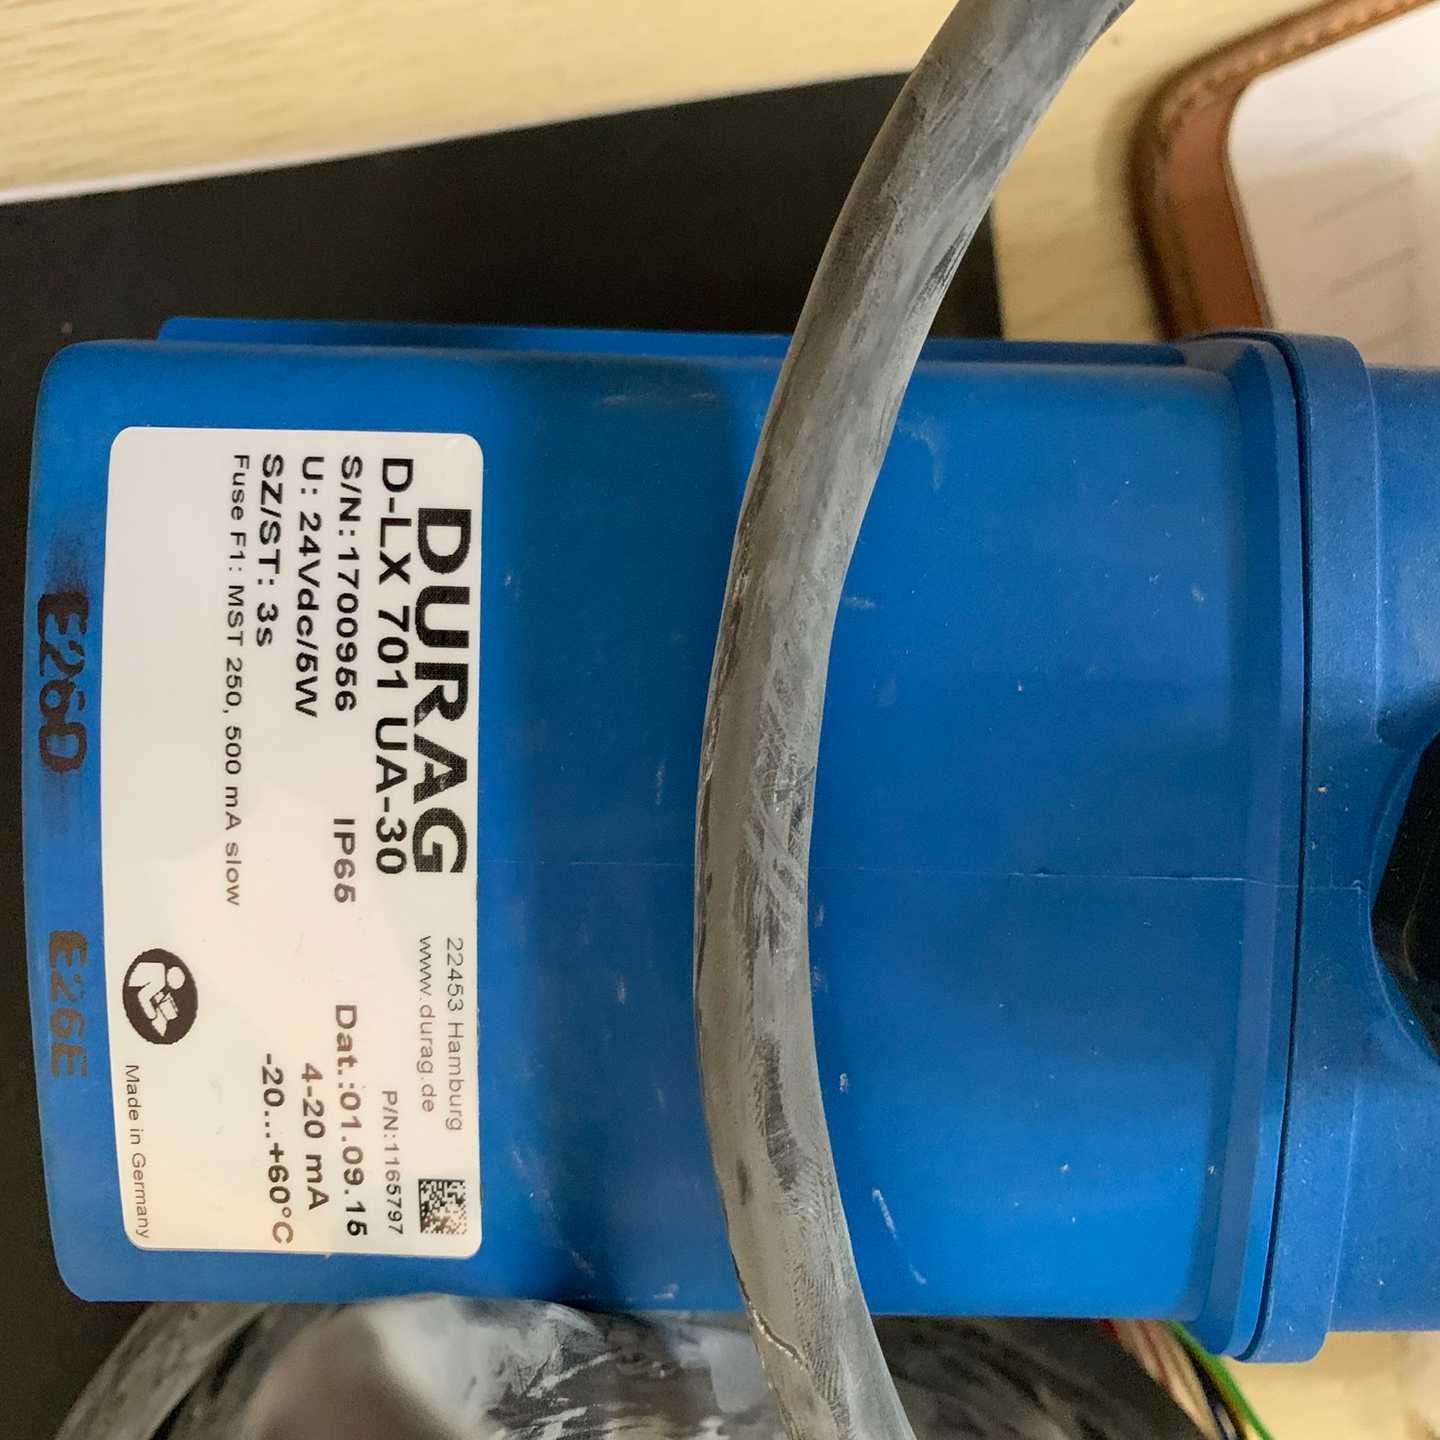 DURAG
22453 Hamburg
www.durag.de
D-LX 701 UA-30 P/N:1165797
S/N:1700956 IP65 Dat.:01.09.15
U: 24Vdc/5W 4-20 mA
SZ/ST: 3s -20...+60°C
Fuse F1: MST 250, 500 mA slow
Made in Germany
E260 E26E